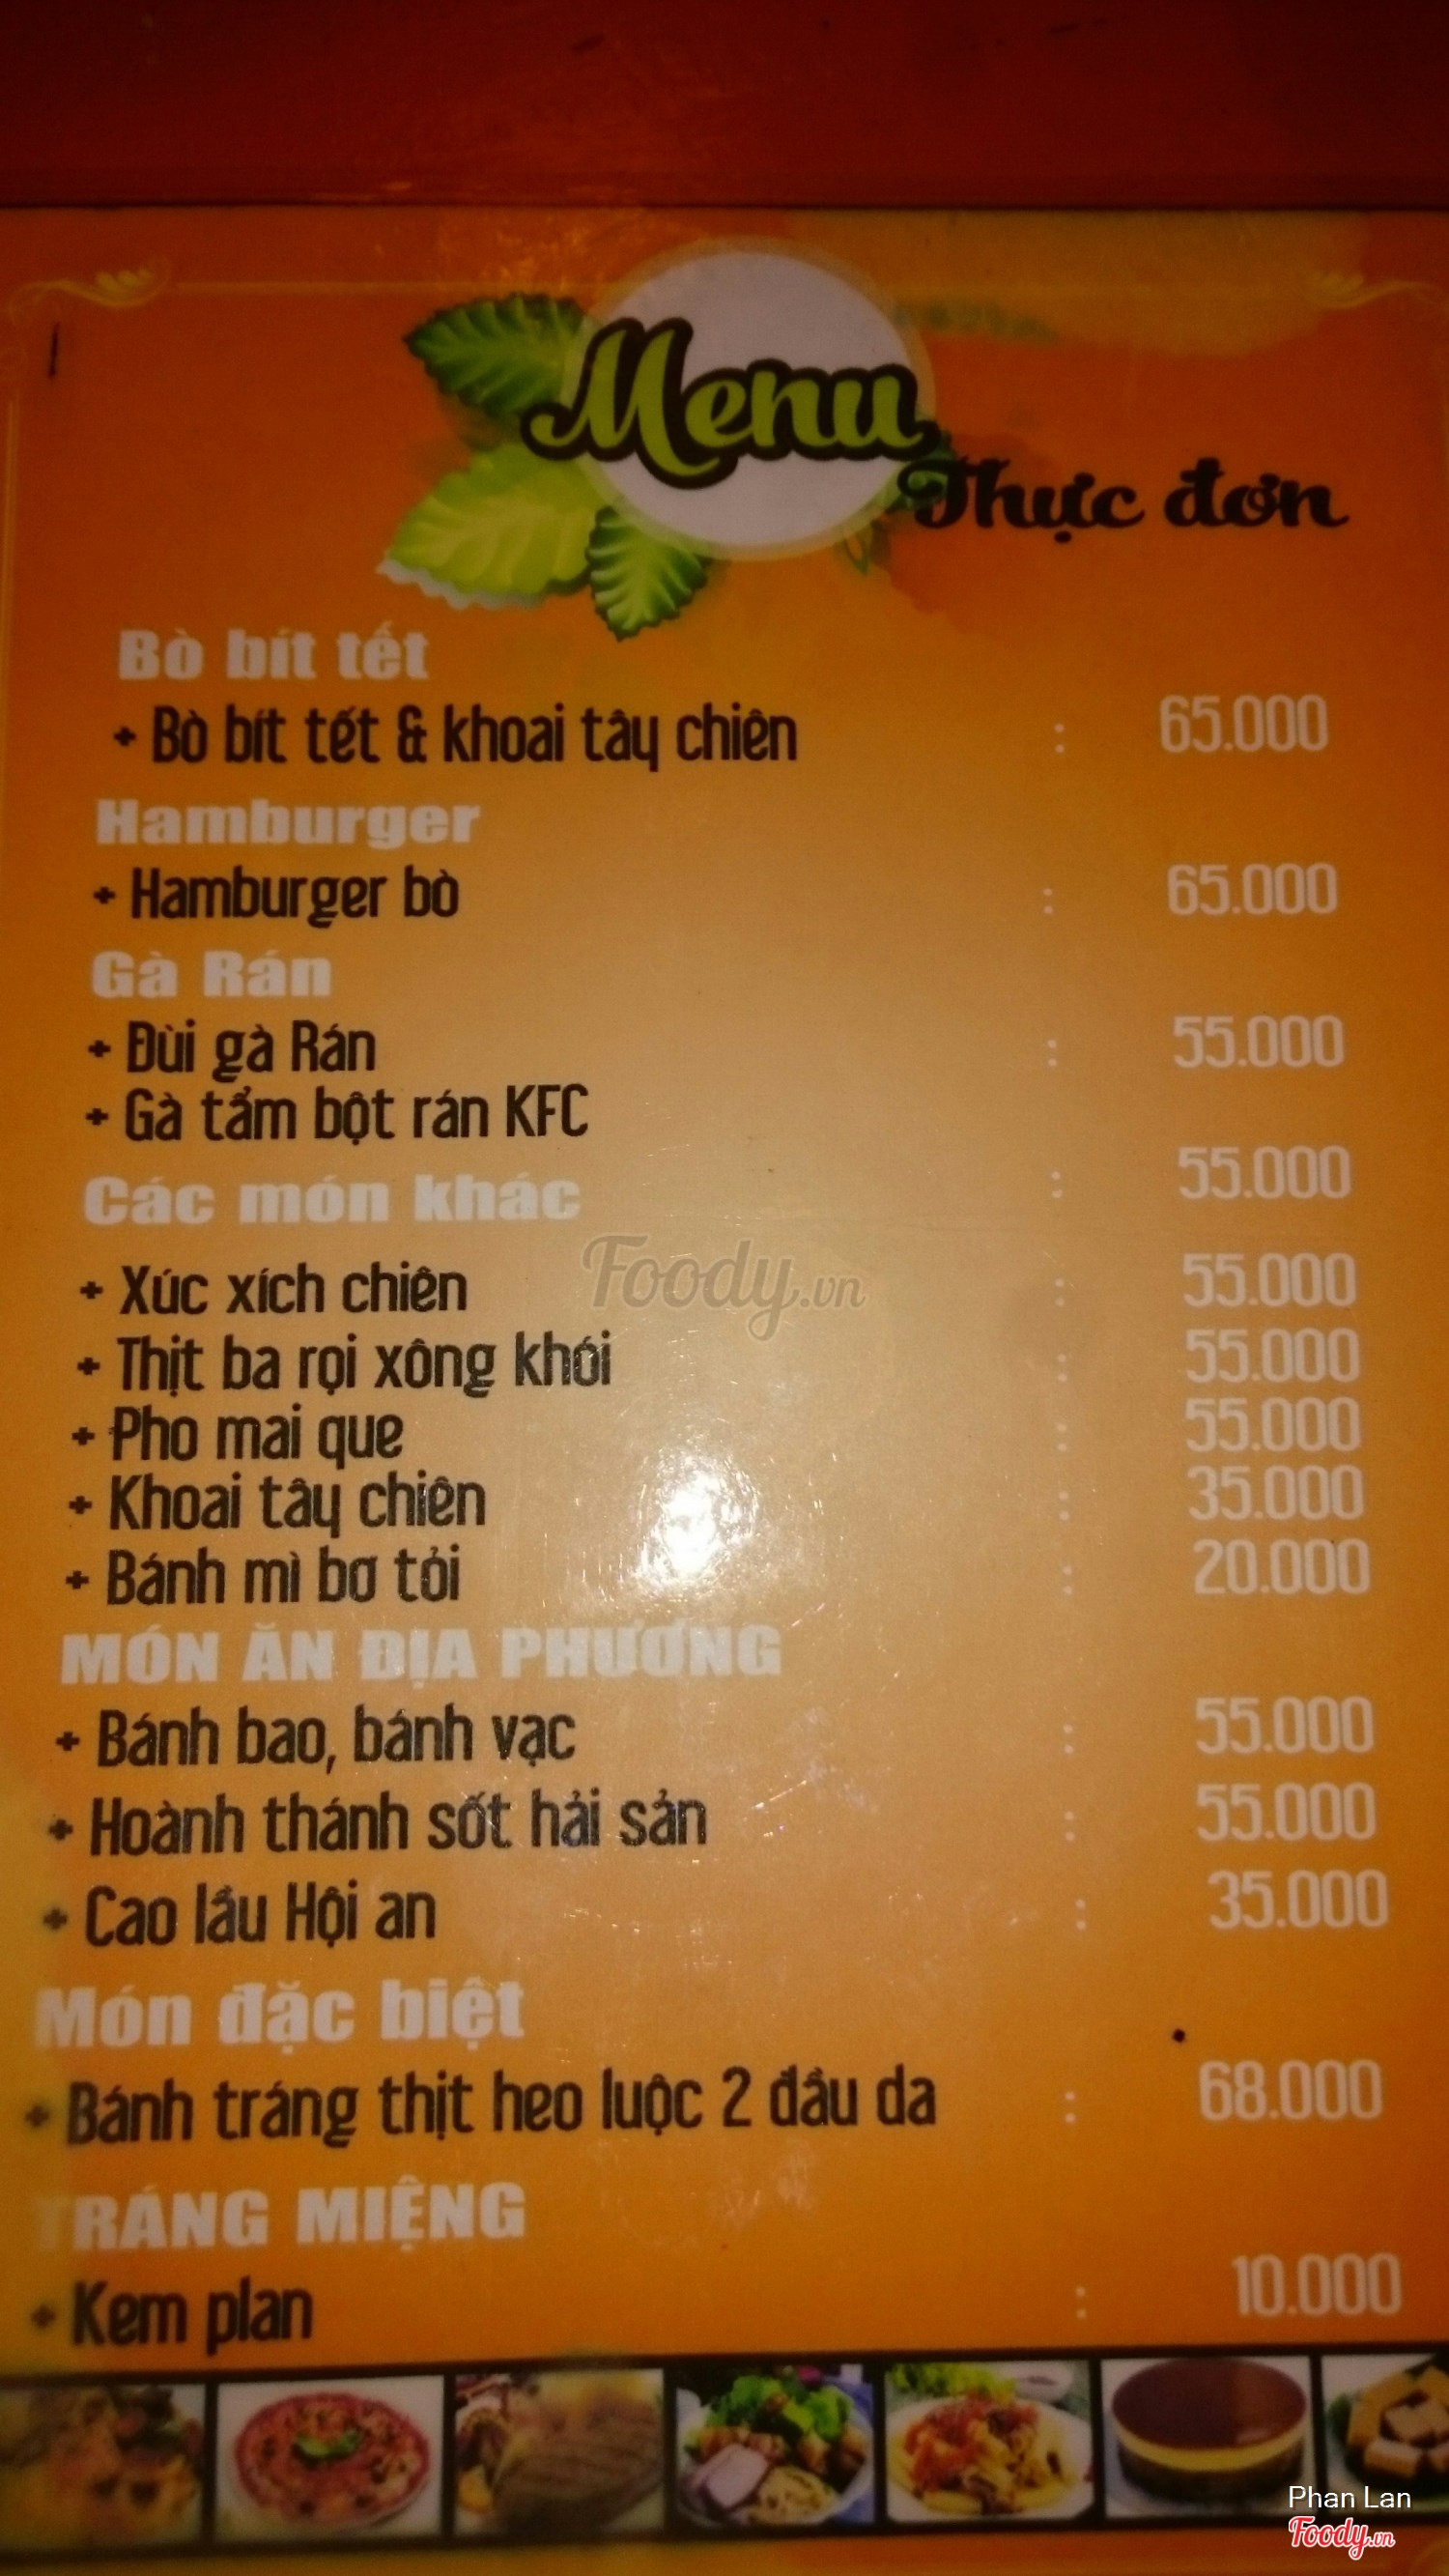 Menu
Thực đơn
Bò bít tết
+ Bò bít tết & khoai tây chiên : 65.000
Hamburger
+ Hamburger bò : 65.000
Gà Rán
+ Đùi gà Rán : 55.000
+ Gà tẩm bột rán KFC
: 55.000
Các món khác
+ Xúc xích chiên : 55.000
+ Thịt ba rọi xông khói : 55.000
+ Pho mai que : 55.000
+ Khoai tây chiên : 35.000
+ Bánh mì bơ tỏi : 20.000
MÓN ĂN ĐỊA PHƯƠNG
+ Bánh bao, bánh vạc : 55.000
+ Hoành thánh sốt hải sản : 55.000
+ Cao lầu Hội an : 35.000
Món đặc biệt
+ Bánh tráng thịt heo luộc 2 đầu da : 68.000
TRÁNG MIỆNG
+ Kem plan : 10.000
Foody.vn
Phan Lan
Foody.vn